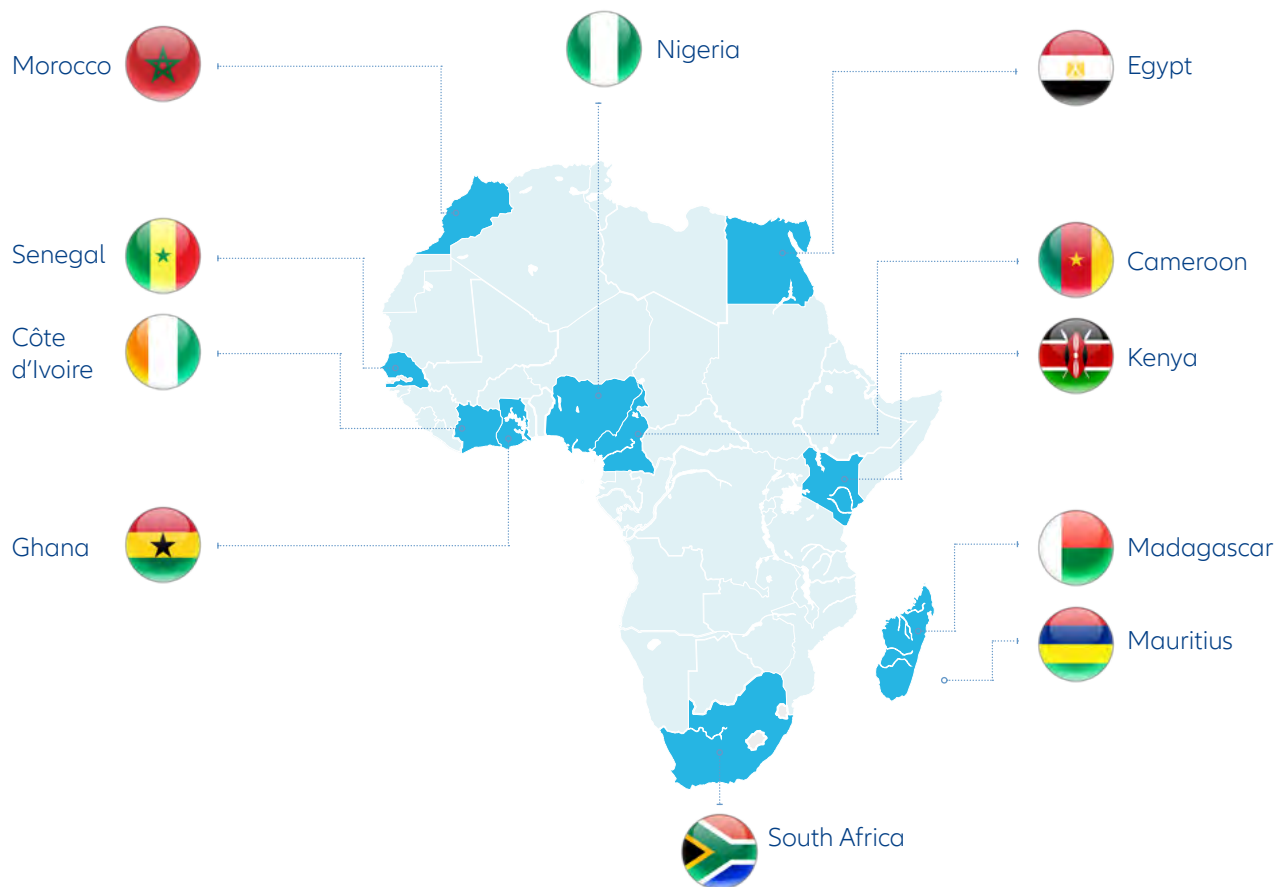 Nigeria
Morocco
Egypt
Senegal
Cameroon
Côte
d’Ivoire
Kenya
Ghana
Madagascar
Mauritius
South Africa